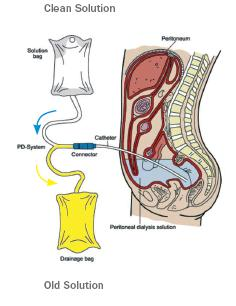 Clean Solution
Peritoneum
Solution
bag
Catheter
PD-System
Connector
Peritoneal dialysis solution
Drainage bag
Old Solution